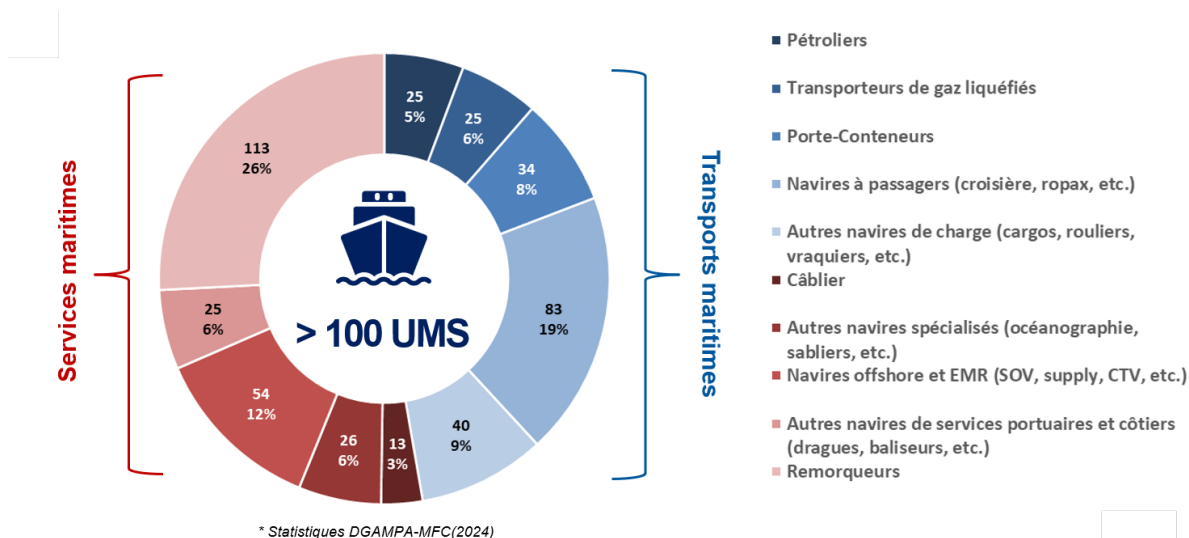 25
5%
25
6%
34
8%
83
19%
40
9%
13
3%
26
6%
54
12%
25
6%
113
26%
> 100 UMS
Services maritimes
Transports maritimes
Pétroliers
Transporteurs de gaz liquéfiés
Porte-Conteneurs
Navires à passagers (croisière, ropax, etc.)
Autres navires de charge (cargos, rouliers,
vraquiers, etc.)
Câblier
Autres navires spécialisés (océanographie,
sabliers, etc.)
Navires offshore et EMR (SOV, supply, CTV, etc.)
Autres navires de services portuaires et côtiers
(dragues, baliseurs, etc.)
Remorqueurs
* Statistiques DGAMPA-MFC(2024)